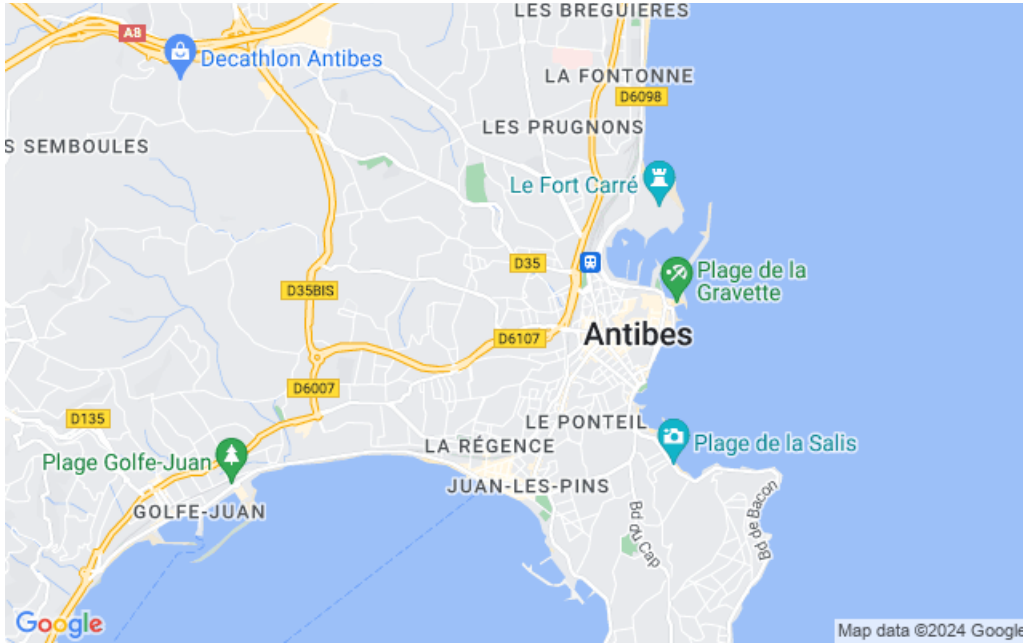 LES BREGUIERES
A8
Decathlon Antibes
LA FONTONNE
D6098
LES PRUGNONS
S SEMBOULES
Le Fort Carré
D35
Plage de la
Gravette
D35BIS
Antibes
D6107
D6007
D135
LE PONTEIL
LA RÉGENCE
Plage de la Salis
Plage Golfe-Juan
JUAN-LES-PINS
GOLFE-JUAN
Bd du Cap
Bd de Bacon
Google
Map data ©2024 Google